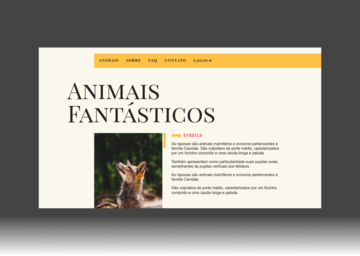 ANIMAIS SOBRE FAQ CONTATO LOGIN
ANIMAIS
FANTÁSTICOS
ESQUILO
As raposas são animais mamíferos e onívoros pertencentes à
família Canidae. São vulpídeos de porte médio, caracterizados
por um focinho comprido e uma cauda longa e peluda.
Também apresentam como particularidade suas pupilas ovais,
semelhantes às pupilas verticais dos felídeos.
As raposas são animais mamíferos e onívoros pertencentes à
família Canidae.
São vulpídeos de porte médio, caracterizados por um focinho
comprido e uma cauda longa e peluda.